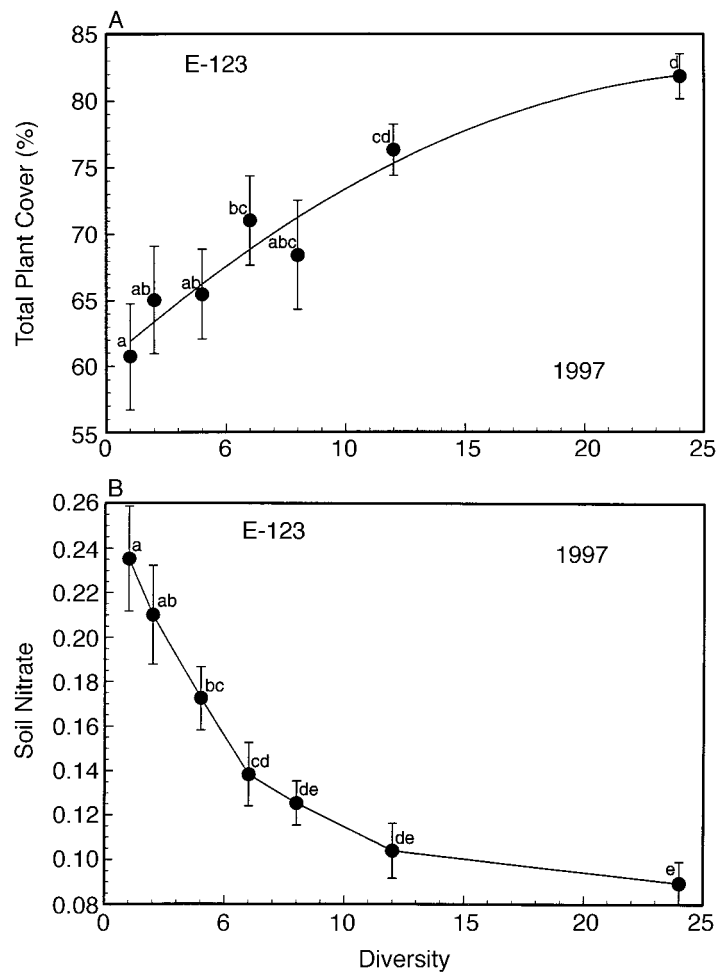 A
E-123
85
80
75
70
65
60
55
Total Plant Cover (%)
a
ab
ab
bc
abc
cd
d
1997
0 6 10 15 20 25
B
E-123
1997
0.26
0.24
0.22
0.20
0.18
0.16
0.14
0.12
0.10
0.08
Soil Nitrate
a
ab
bc
cd
de
de
e
0 6 10 15 20 25
Diversity